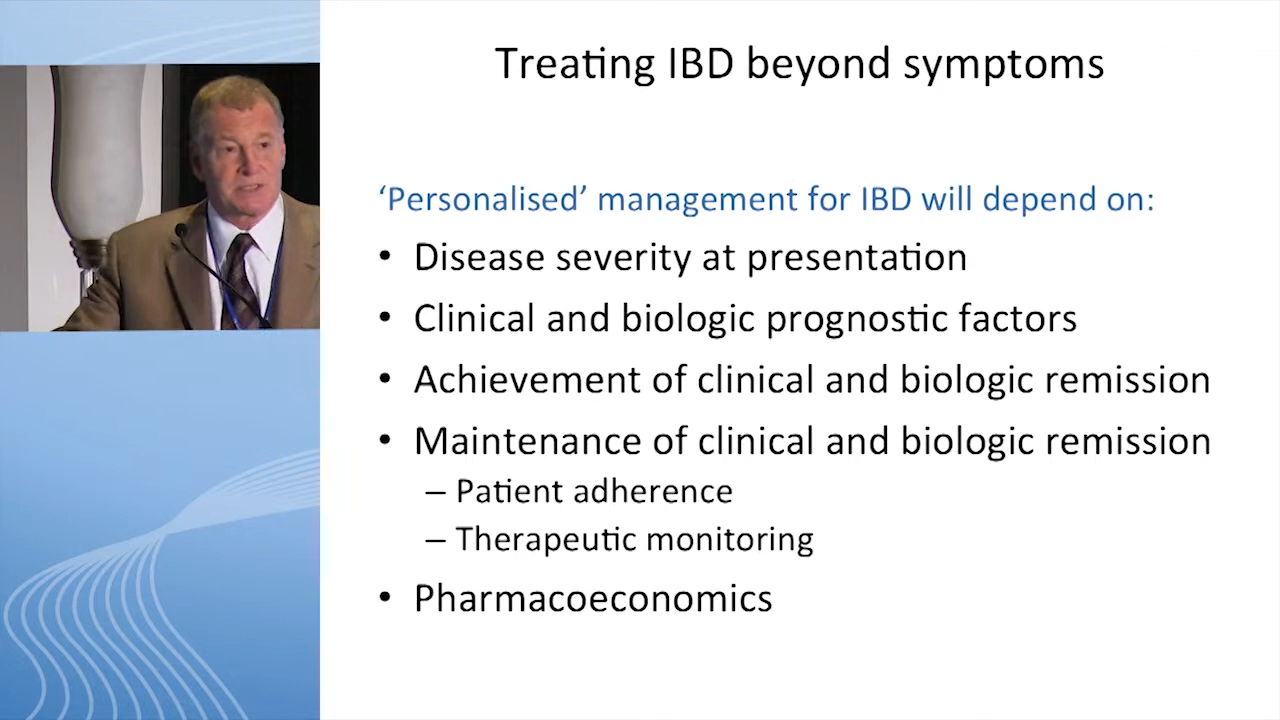 Treating IBD beyond symptoms
‘Personalised’ management for IBD will depend on:
• Disease severity at presentation
• Clinical and biologic prognostic factors
• Achievement of clinical and biologic remission
• Maintenance of clinical and biologic remission
– Patient adherence
– Therapeutic monitoring
• Pharmacoeconomics